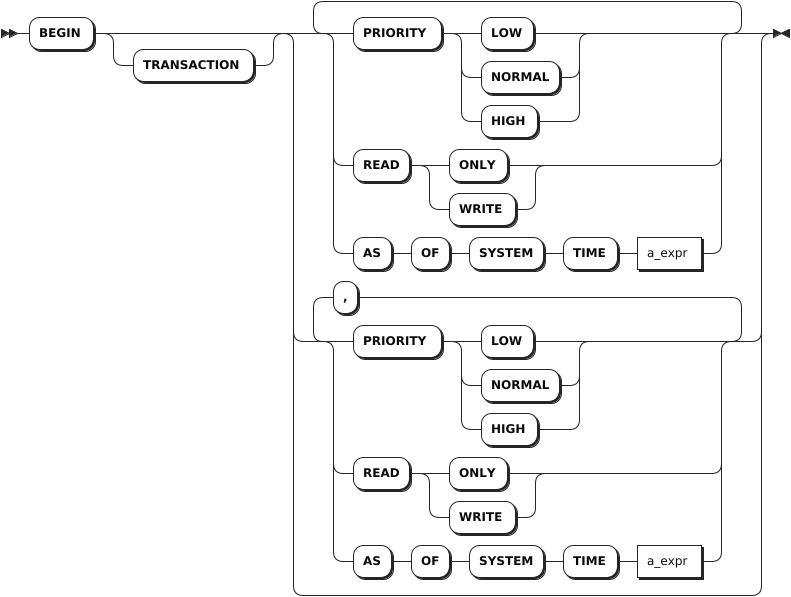 BEGIN PRIORITY LOW
TRANSACTION
NORMAL
HIGH
READ ONLY
WRITE
AS OF SYSTEM TIME a_expr
,
PRIORITY LOW
NORMAL
HIGH
READ ONLY
WRITE
AS OF SYSTEM TIME a_expr